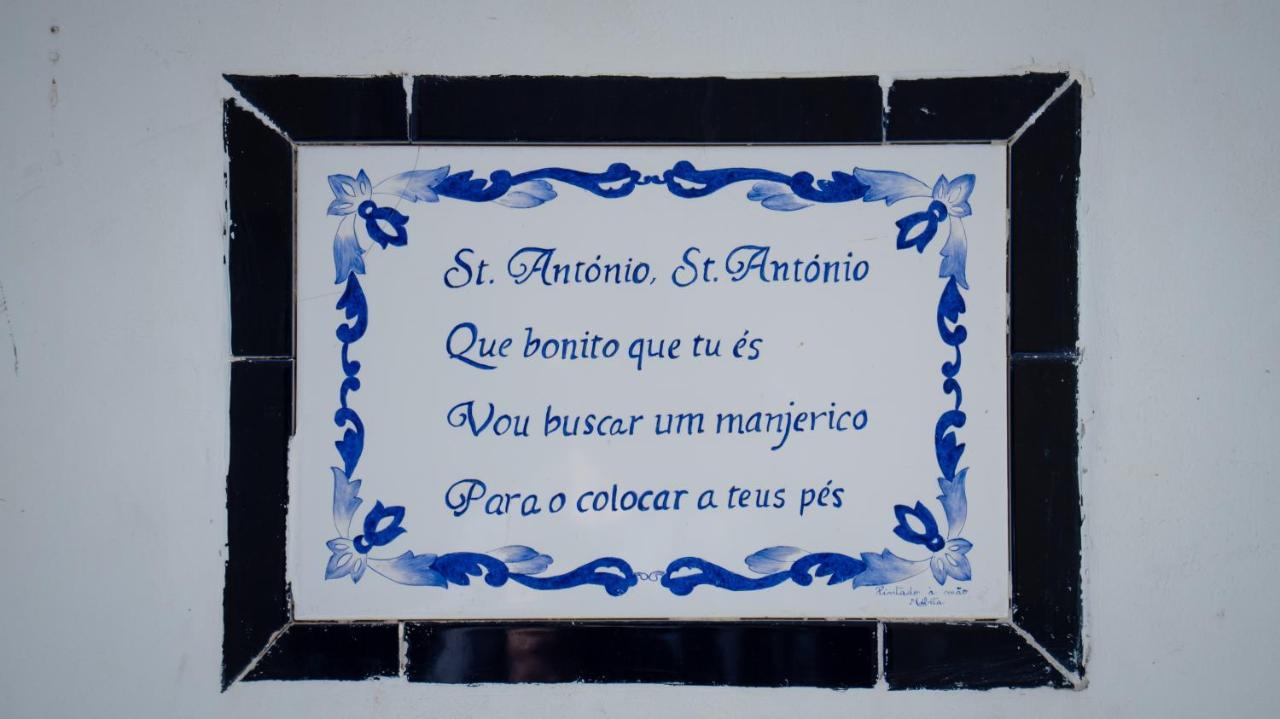 St. António, St. António
Que bonito que tu és
Vou buscar um manjerico
Para o colocar a teus pés
Pintado à mão